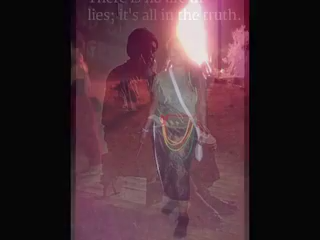 There is no
lies; it's all in the truth.